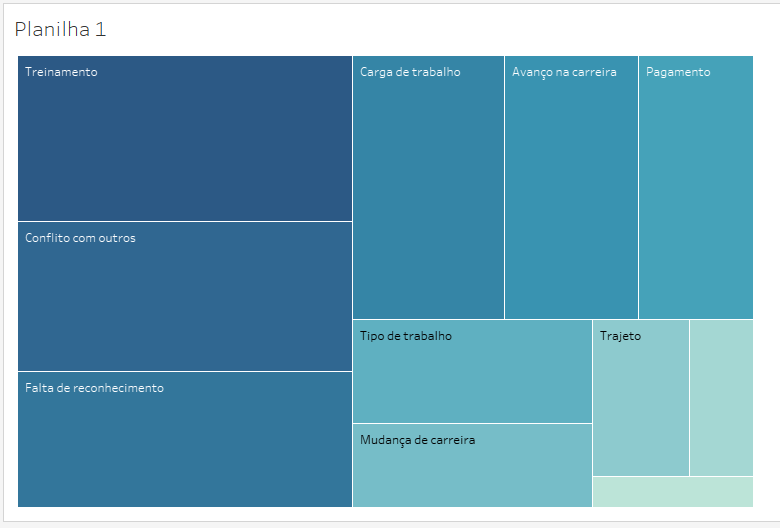 Planilha 1
Treinamento
Carga de trabalho
Avanço na carreira
Pagamento
Conflito com outros
Tipo de trabalho
Trajeto
Falta de reconhecimento
Mudança de carreira